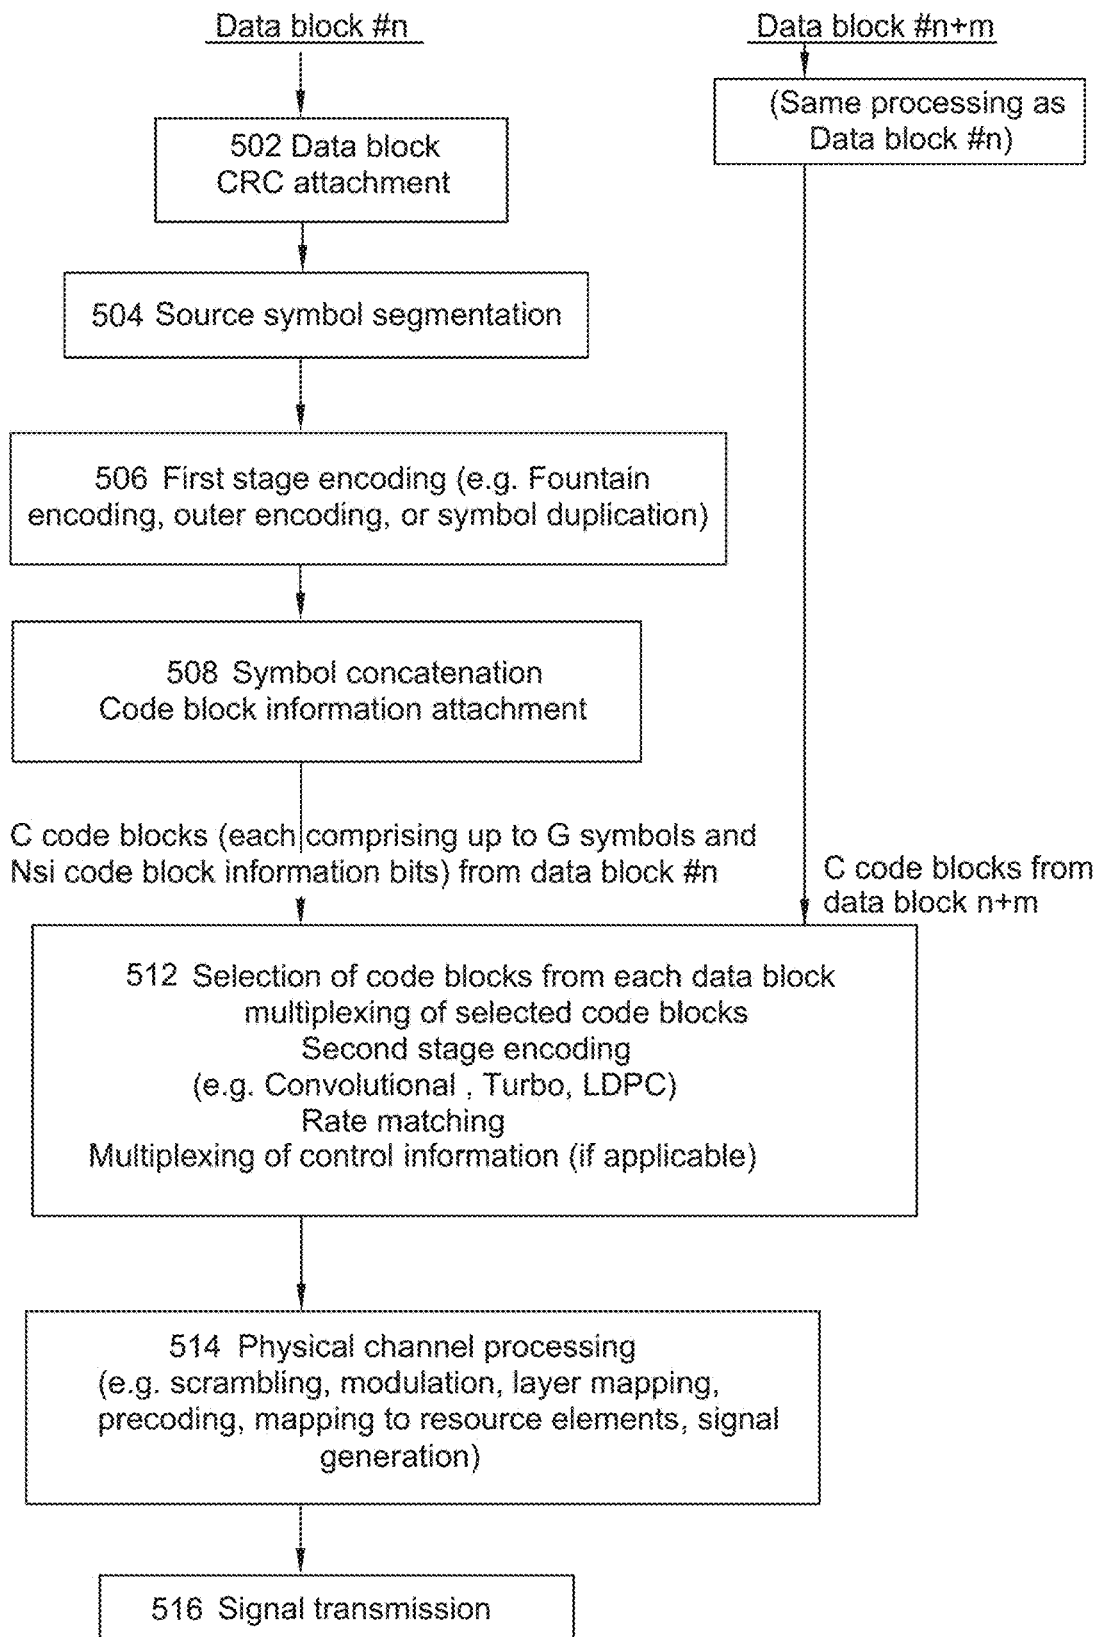 Data block #n
Data block #n+m
(Same processing as
Data block #n)
502 Data block
CRC attachment
504 Source symbol segmentation
506 First stage encoding (e.g. Fountain
encoding, outer encoding, or symbol duplication)
508 Symbol concatenation
Code block information attachment
C code blocks (each comprising up to G symbols and
Nsi code block information bits) from data block #n
C code blocks from
data block n+m
512 Selection of code blocks from each data block
multiplexing of selected code blocks
Second stage encoding
(e.g. Convolutional , Turbo, LDPC)
Rate matching
Multiplexing of control information (if applicable)
514 Physical channel processing
(e.g. scrambling, modulation, layer mapping,
precoding, mapping to resource elements, signal
generation)
516 Signal transmission